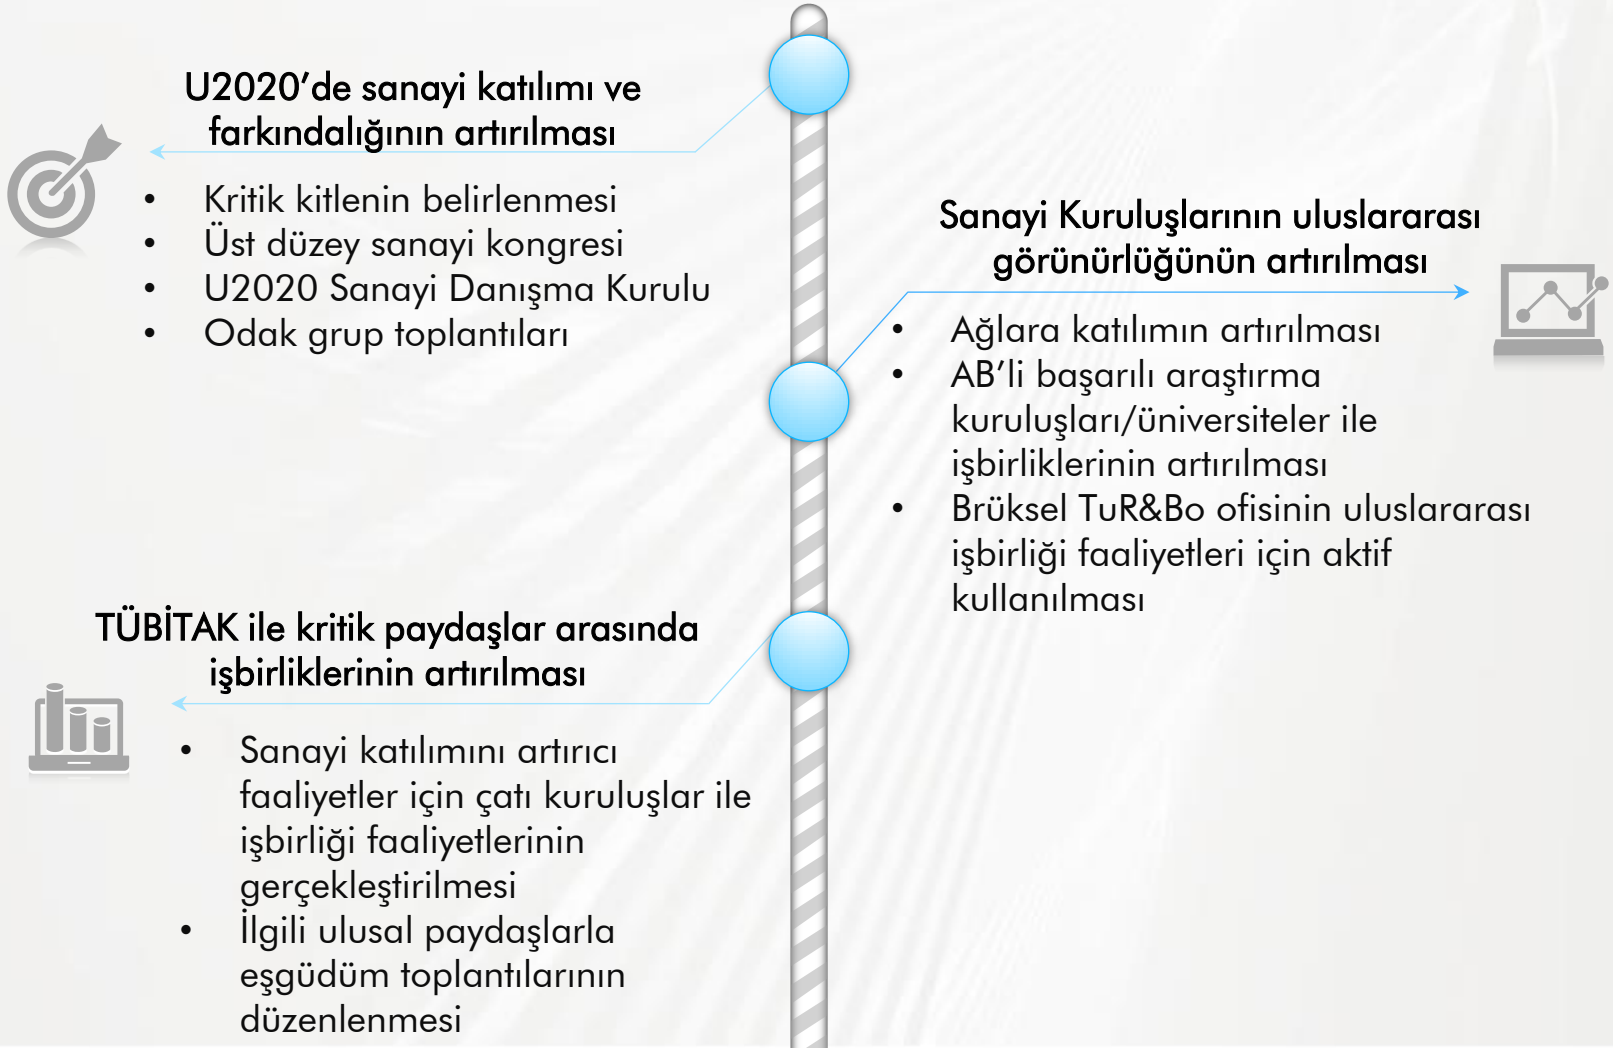 U2020’de sanayi katılımı ve
farkındalığının artırılması
• Kritik kitlenin belirlenmesi
• Üst düzey sanayi kongresi
• U2020 Sanayi Danışma Kurulu
• Odak grup toplantıları
Sanayi Kuruluşlarının uluslararası
görünürlüğünün artırılması
• Ağlara katılımın artırılması
• AB’li başarılı araştırma
kuruluşları/üniversiteler ile
işbirliklerinin artırılması
• Brüksel TuR&Bo ofisinin uluslararası
işbirliği faaliyetleri için aktif
kullanılması
TÜBİTAK ile kritik paydaşlar arasında
işbirliklerinin artırılması
• Sanayi katılımını artırıcı
faaliyetler için çatı kuruluşlar ile
işbirliği faaliyetlerinin
gerçekleştirilmesi
• İlgili ulusal paydaşlarla
eşgüdüm toplantılarının
düzenlenmesi